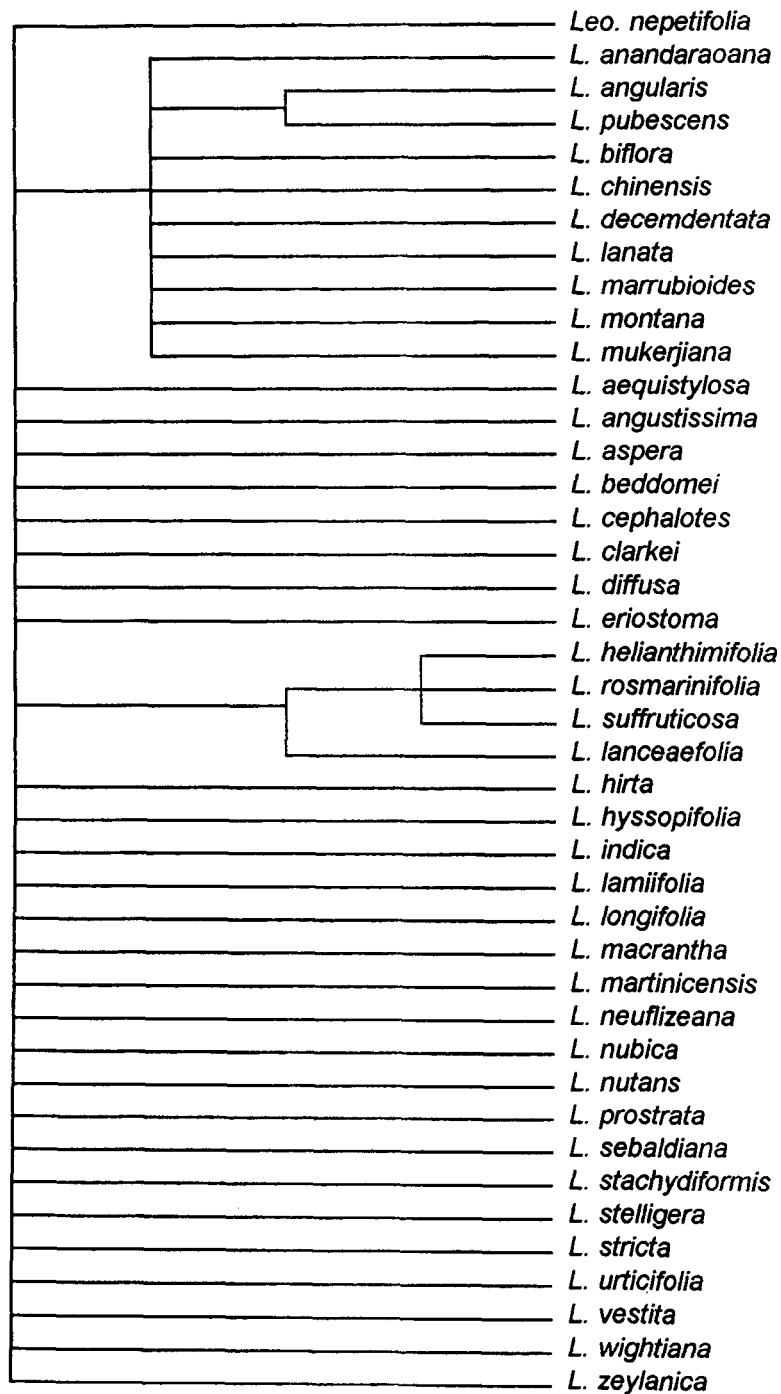 Leo. nepetifolia
L. anandaraoana
L. angularis
L. pubescens
L. biflora
L. chinensis
L. decemdentata
L. lanata
L. marrubioides
L. montana
L. mukerjiana
L. aequistylosa
L. angustissima
L. aspera
L. beddomei
L. cephalotes
L. clarkei
L. diffusa
L. eriostoma
L. helianthimifolia
L. rosmarinifolia
L. suffruticosa
L. lanceaefolia
L. hirta
L. hyssopifolia
L. indica
L. lamiifolia
L. longifolia
L. macrantha
L. martinicensis
L. neuflizeana
L. nubica
L. nutans
L. prostrata
L. sebaldiana
L. stachydiformis
L. stelligera
L. stricta
L. urticifolia
L. vestita
L. wightiana
L. zeylanica